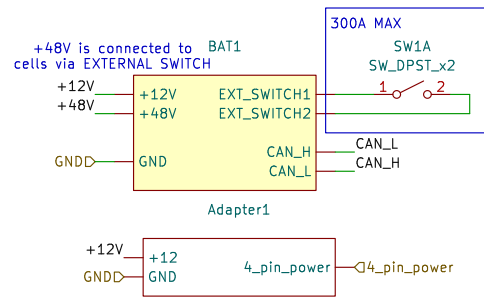 300A MAX
+48V is connected to
cells via EXTERNAL SWITCH
BAT1
SW1A
SW_DPST_x2
+12V
+48V
+12V
+48V
EXT_SWITCH1
EXT_SWITCH2
1
2
GND
GND
CAN_H
CAN_L
CAN_L
CAN_H
Adapter1
+12V
GND
+12
GND
4_pin_power
4_pin_power